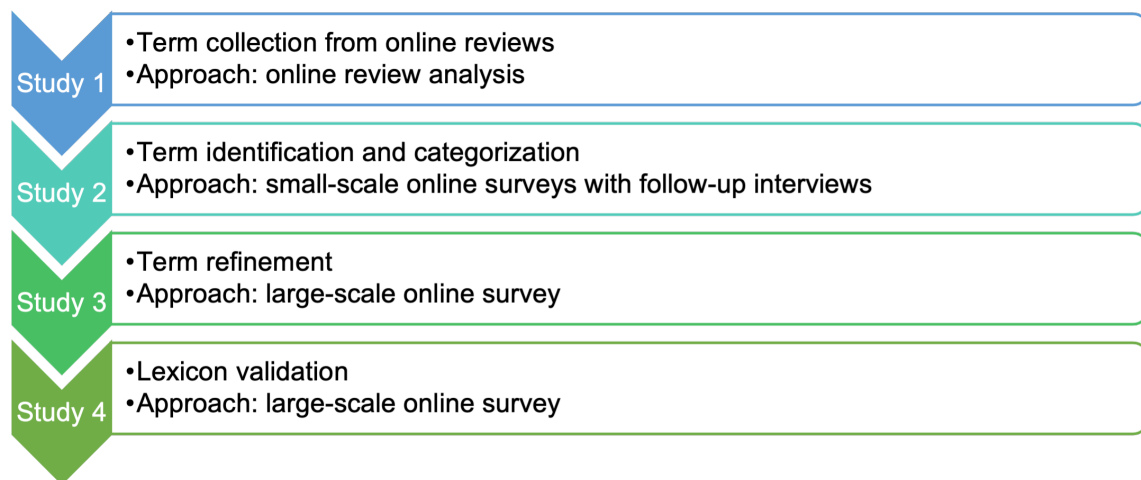 Study 1
•Term collection from online reviews
•Approach: online review analysis
Study 2
•Term identification and categorization
•Approach: small-scale online surveys with follow-up interviews
Study 3
•Term refinement
•Approach: large-scale online survey
Study 4
•Lexicon validation
•Approach: large-scale online survey